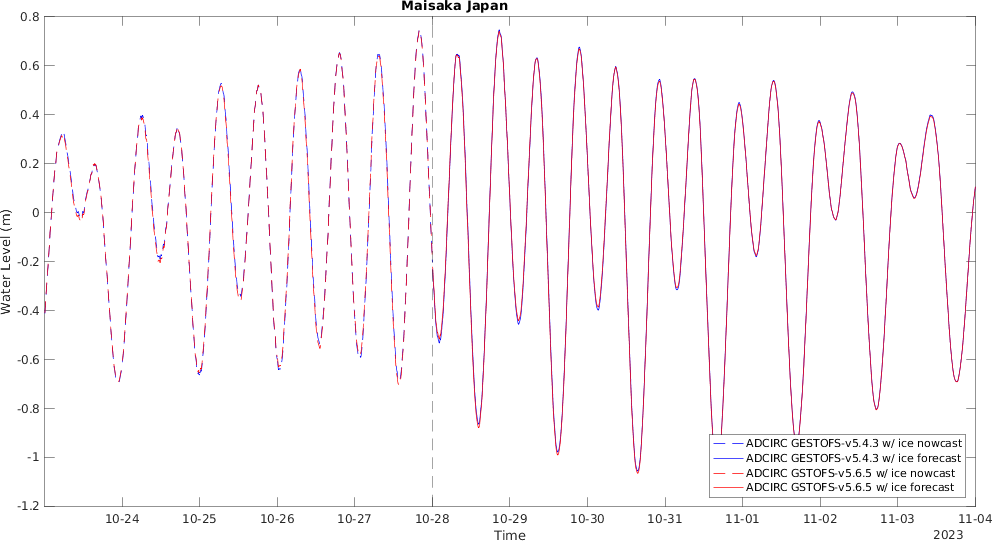 Maisaka Japan
0.8
0.6
0.4
0.2
0
-0.2
-0.4
-0.6
-0.8
-1
-1.2
Water Level (m)
10-24 10-25 10-26 10-27 10-28 10-29 10-30 10-31 11-01 11-02 11-03 11-04
Time
2023
ADCIRC GESTOFS-v5.4.3 w/ ice nowcast
ADCIRC GESTOFS-v5.4.3 w/ ice forecast
ADCIRC GSTOFS-v5.6.5 w/ ice nowcast
ADCIRC GSTOFS-v5.6.5 w/ ice forecast